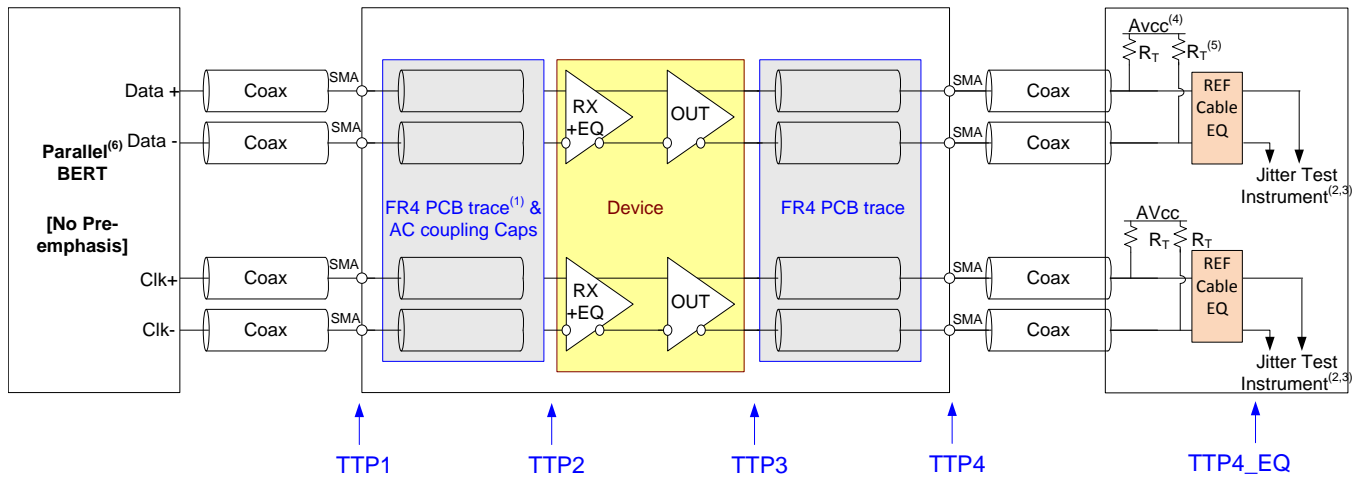 Parallel(6)
BERT
[No Pre-
emphasis]
Data +
Data -
Clk+
Clk-
Coax
SMA
Coax
SMA
Coax
SMA
Coax
SMA
FR4 PCB trace(1) &
AC coupling Caps
RX
+EQ
OUT
Device
RX
+EQ
OUT
FR4 PCB trace
SMA
Coax
SMA
Coax
SMA
Coax
SMA
Coax
Avcc(4)
RT
RT(5)
REF
Cable
EQ
Jitter Test
Instrument(2,3)
AVcc
RT
RT
REF
Cable
EQ
Jitter Test
Instrument(2,3)
TTP1
TTP2
TTP3
TTP4
TTP4_EQ